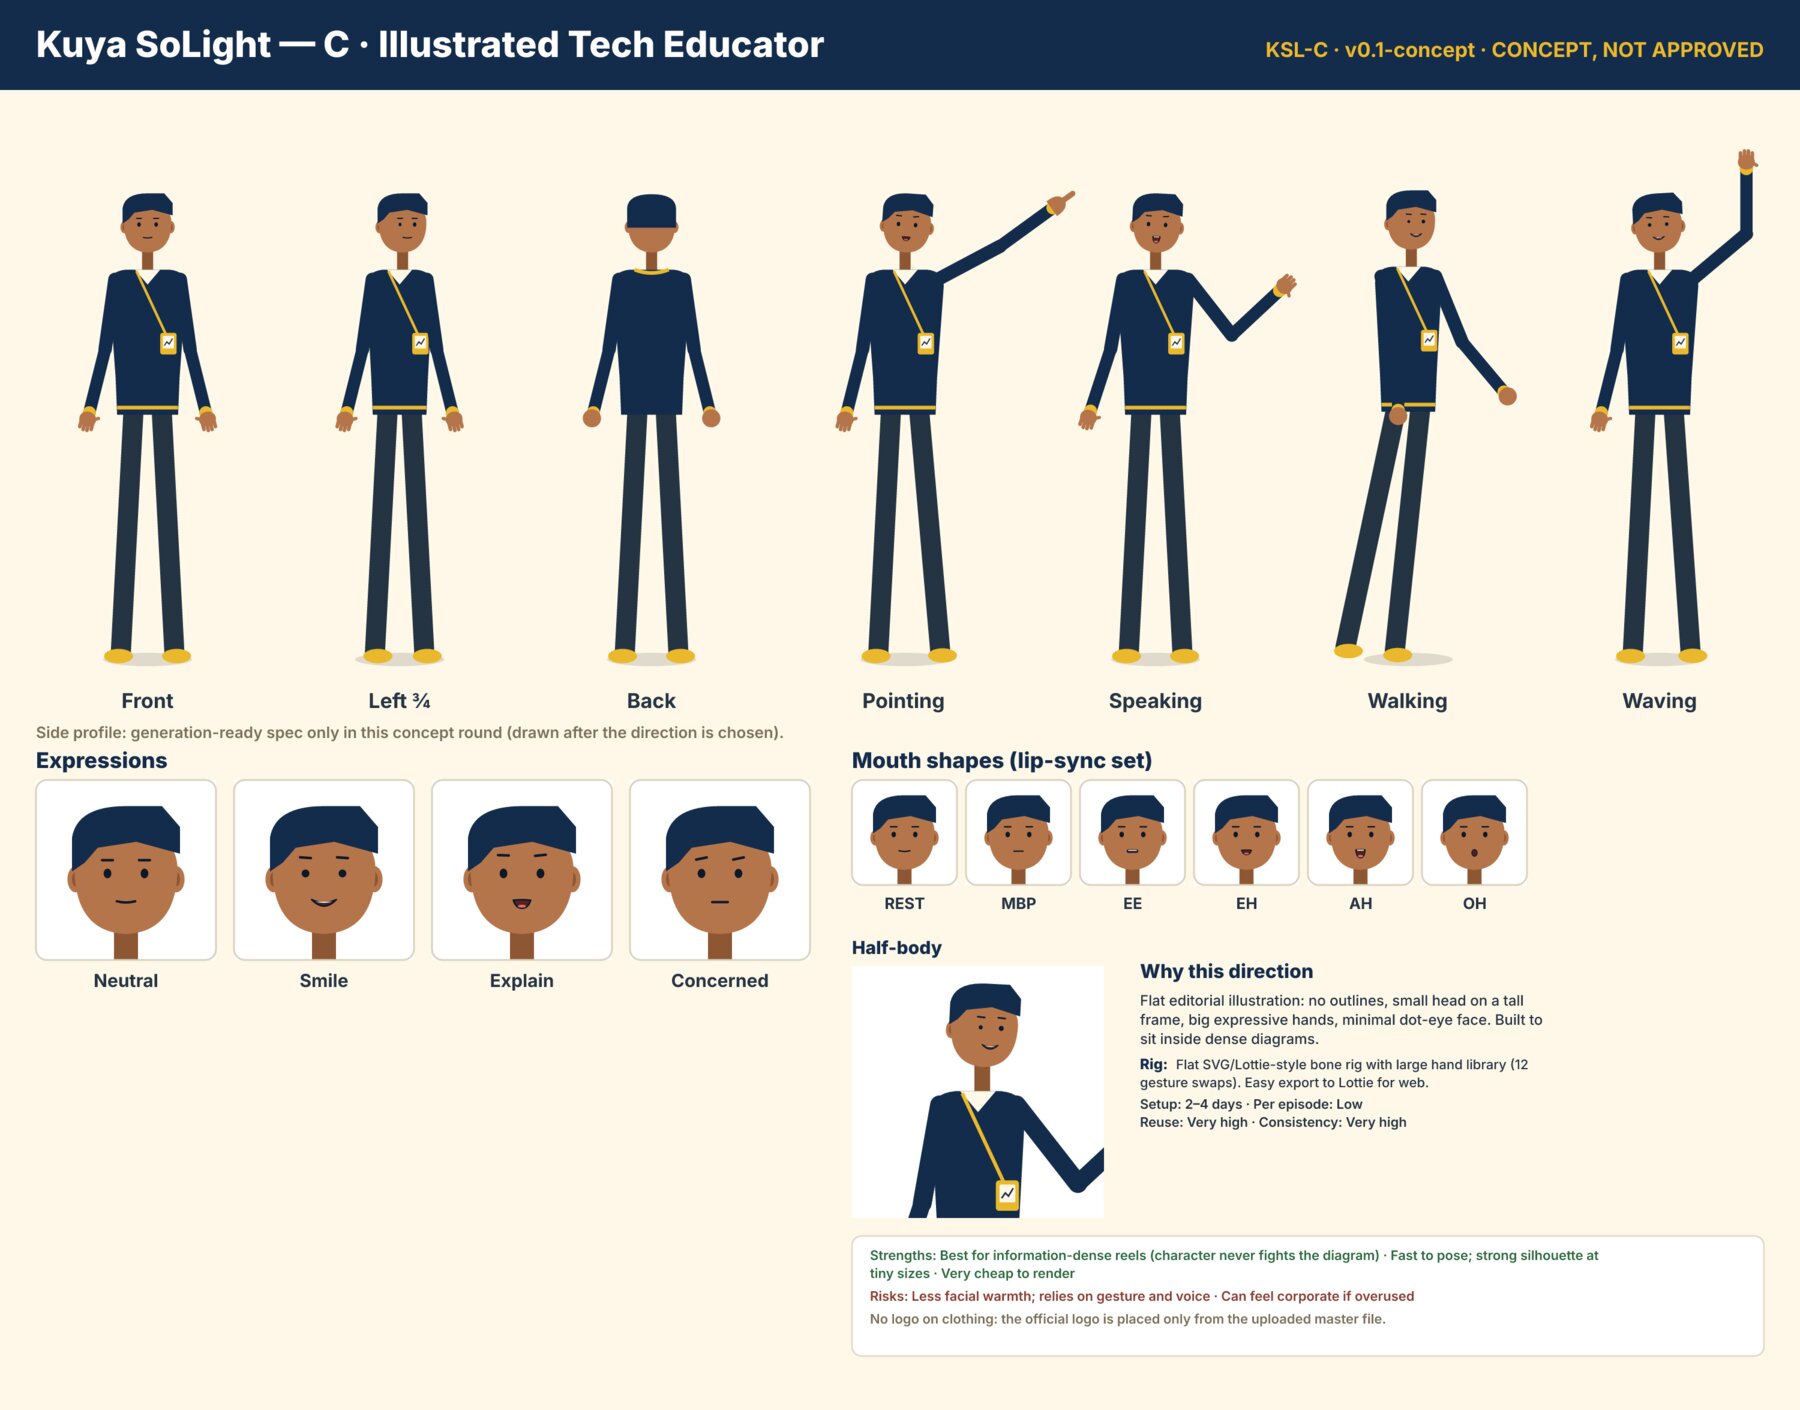 Kuya SoLight — C · Illustrated Tech Educator
KSL-C · v0.1-concept · CONCEPT, NOT APPROVED
Front
Left ¾
Back
Pointing
Speaking
Walking
Waving
Side profile: generation-ready spec only in this concept round (drawn after the direction is chosen).
Expressions
Neutral
Smile
Explain
Concerned
Mouth shapes (lip-sync set)
REST
MBP
EE
EH
AH
OH
Half-body
Why this direction
Flat editorial illustration: no outlines, small head on a tall
frame, big expressive hands, minimal dot-eye face. Built to
sit inside dense diagrams.
Rig: Flat SVG/Lottie-style bone rig with large hand library (12
gesture swaps). Easy export to Lottie for web.
Setup: 2–4 days · Per episode: Low
Reuse: Very high · Consistency: Very high
Strengths: Best for information-dense reels (character never fights the diagram) · Fast to pose; strong silhouette at
tiny sizes · Very cheap to render
Risks: Less facial warmth; relies on gesture and voice · Can feel corporate if overused
No logo on clothing: the official logo is placed only from the uploaded master file.